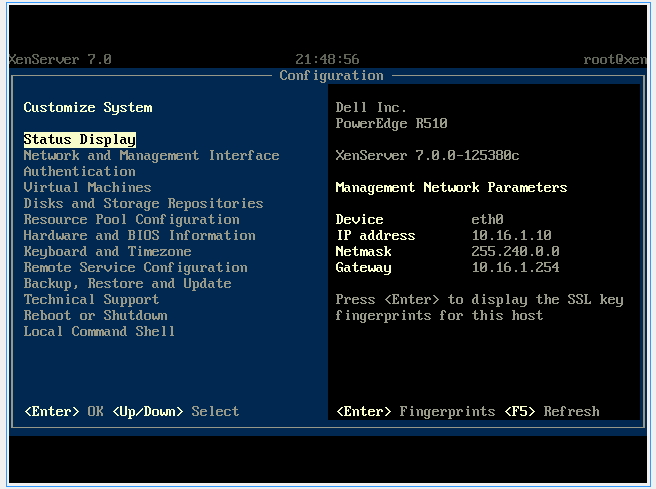 XenServer 7.0 21:48:56 root@xen
Configuration
Customize System
Status Display
Network and Management Interface
Authentication
Virtual Machines
Disks and Storage Repositories
Resource Pool Configuration
Hardware and BIOS Information
Keyboard and Timezone
Remote Service Configuration
Backup, Restore and Update
Technical Support
Reboot or Shutdown
Local Command Shell
<Enter> OK <Up/Down> Select
Dell Inc.
PowerEdge R510
XenServer 7.0.0-125380c
Management Network Parameters
Device eth0
IP address 10.16.1.10
Netmask 255.240.0.0
Gateway 10.16.1.254
Press <Enter> to display the SSL key
fingerprints for this host
<Enter> Fingerprints <F5> Refresh